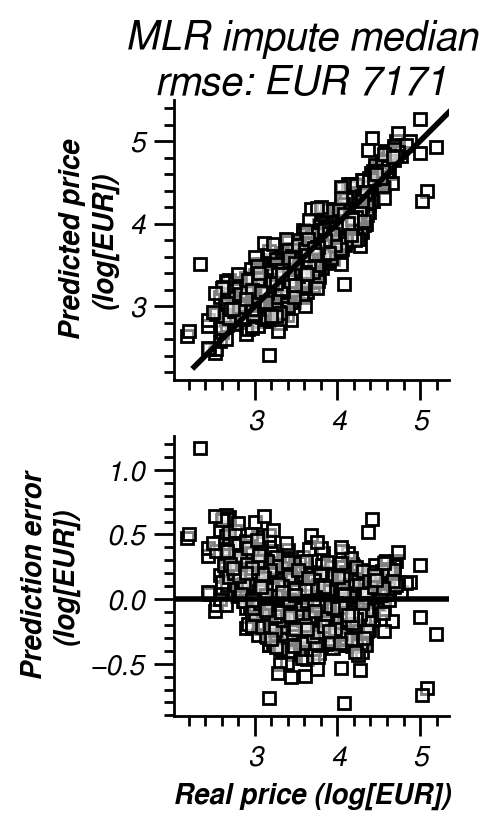 MLR impute median
rmse: EUR 7171
Predicted price
(log[EUR])
5
4
3
3 4 5
Prediction error
(log[EUR])
1.0
0.5
0.0
−0.5
3 4 5
Real price (log[EUR])